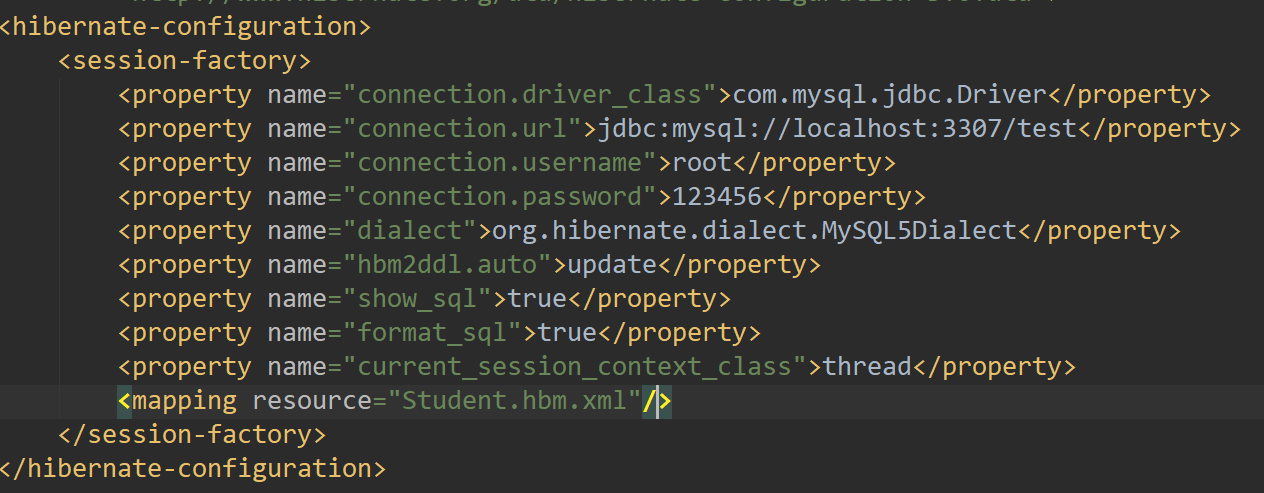 <hibernate-configuration>
    <session-factory>
        <property name="connection.driver_class">com.mysql.jdbc.Driver</property>
        <property name="connection.url">jdbc:mysql://localhost:3307/test</property>
        <property name="connection.username">root</property>
        <property name="connection.password">123456</property>
        <property name="dialect">org.hibernate.dialect.MySQL5Dialect</property>
        <property name="hbm2ddl.auto">update</property>
        <property name="show_sql">true</property>
        <property name="format_sql">true</property>
        <property name="current_session_context_class">thread</property>
        <mapping resource="Student.hbm.xml"/>
    </session-factory>
</hibernate-configuration>